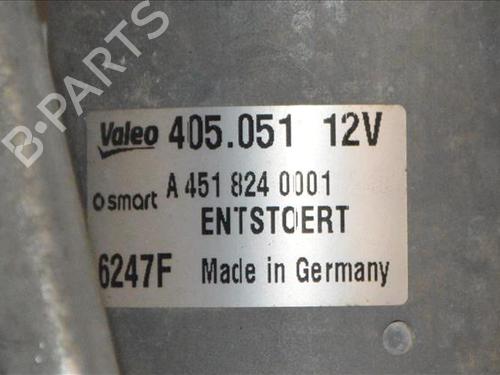 B-PARTS
Valeo 405.051 12V
smart A 451 824 0001
ENTSTOERT
6247F Made in Germany